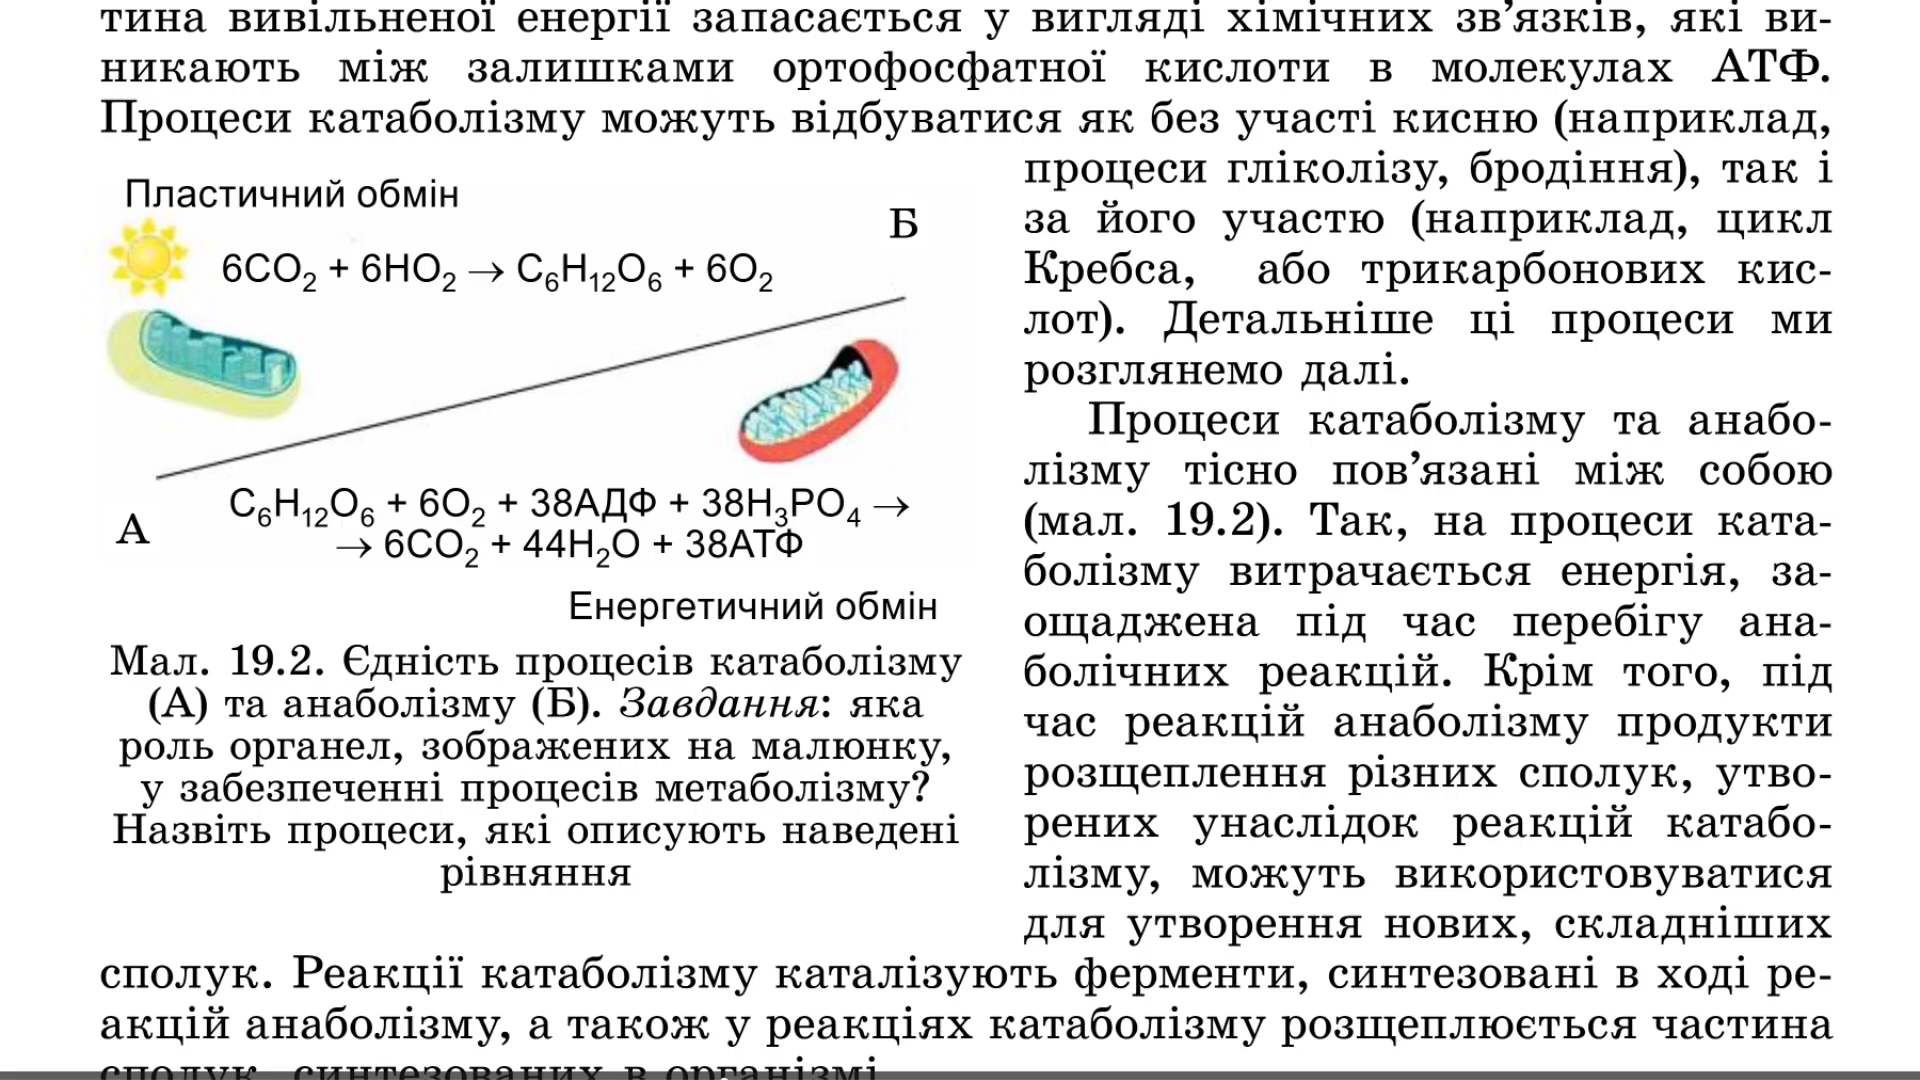 тина вивільненої енергії запасається у вигляді хімічних зв’язків, які ви-
никають між залишками ортофосфатної кислоти в молекулах АТФ.
Процеси катаболізму можуть відбуватися як без участі кисню (наприклад,
процеси гліколізу, бродіння), так і
за його участю (наприклад, цикл
Кребса, або трикарбонових кис-
лот). Детальніше ці процеси ми
розглянемо далі.
Процеси катаболізму та анабо-
лізму тісно пов’язані між собою
(мал. 19.2). Так, на процеси ката-
болізму витрачається енергія, за-
ощаджена під час перебігу ана-
болічних реакцій. Крім того, під
час реакцій анаболізму продукти
розщеплення різних сполук, утво-
рених унаслідок реакцій катабо-
лізму, можуть використовуватися
для утворення нових, складніших
сполук. Реакції катаболізму каталізують ферменти, синтезовані в ході ре-
акцій анаболізму, а також у реакціях катаболізму розщеплюється частина
сполук, синтезованих в організмі.
Пластичний обмін
Б
6CO₂ + 6HO₂ → C₆H₁₂O₆ + 6O₂
А
C₆H₁₂O₆ + 6O₂ + 38АДФ + 38H₃PO₄ →
→ 6CO₂ + 44H₂O + 38АТФ
Енергетичний обмін
Мал. 19.2. Єдність процесів катаболізму
(А) та анаболізму (Б). Завдання: яка
роль органел, зображених на малюнку,
у забезпеченні процесів метаболізму?
Назвіть процеси, які описують наведені
рівняння